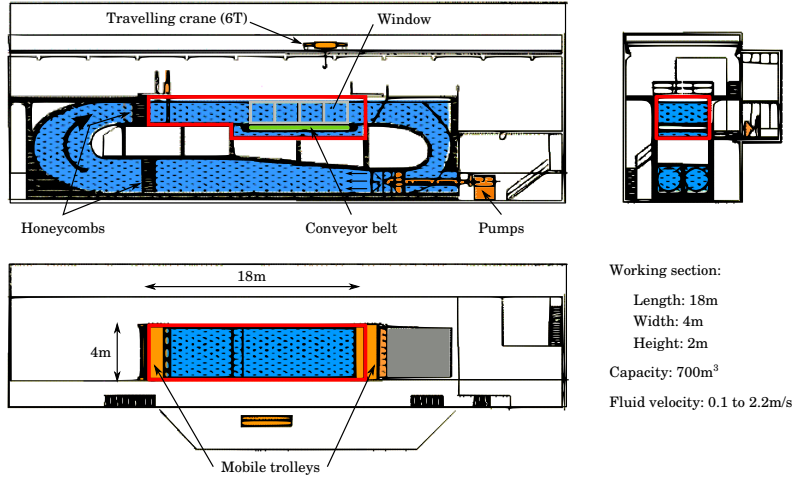 Travelling crane (6T)
Window
Honeycombs
Conveyor belt
Pumps
18m
4m
Mobile trolleys
Working section:
Length: 18m
Width: 4m
Height: 2m
Capacity: 700m³
Fluid velocity: 0.1 to 2.2m/s